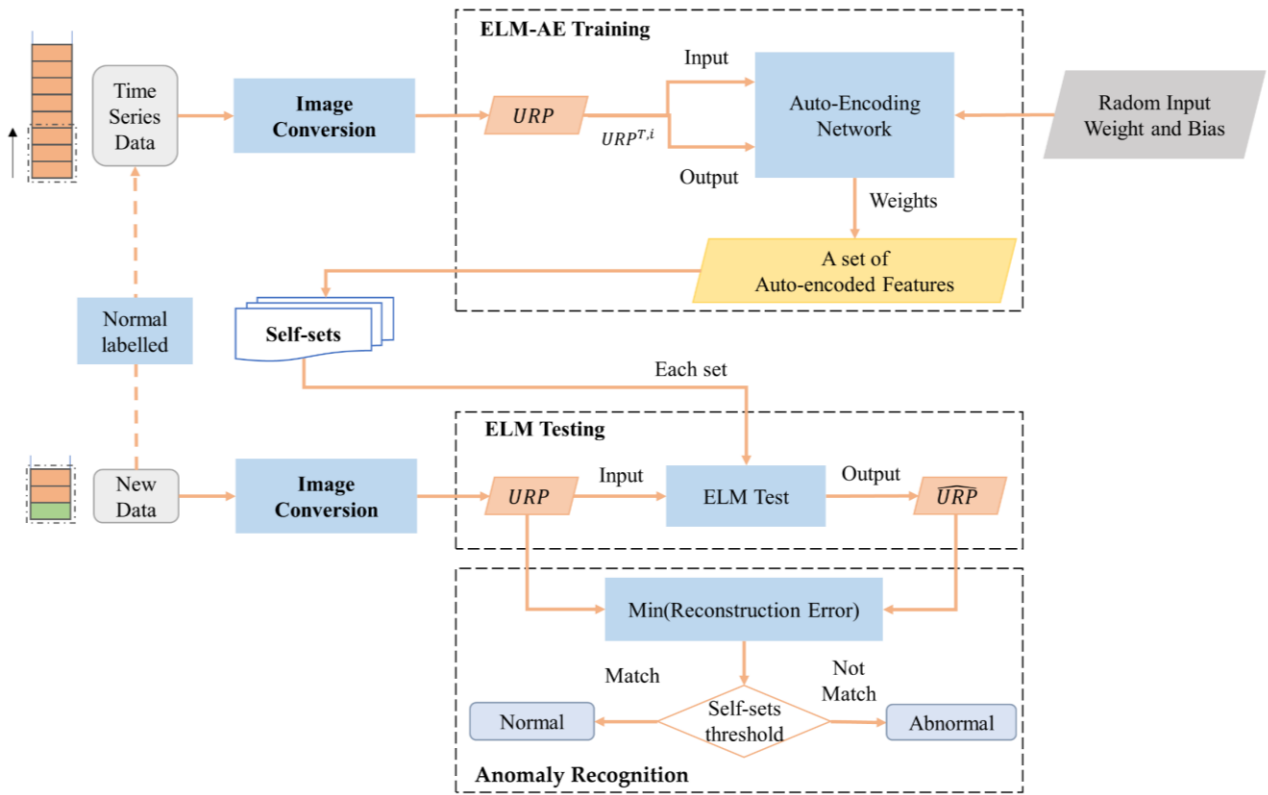 ELM-AE Training
Time
Series
Data
Image
Conversion
URP
URP^{T,i}
Input
Output
Auto-Encoding
Network
Radom Input
Weight and Bias
Weights
A set of
Auto-encoded Features
Normal
labelled
Self-sets
Each set
ELM Testing
New
Data
Image
Conversion
URP
Input
ELM Test
Output
\widehat{URP}
Min(Reconstruction Error)
Match
Not
Match
Normal
Self-sets
threshold
Abnormal
Anomaly Recognition